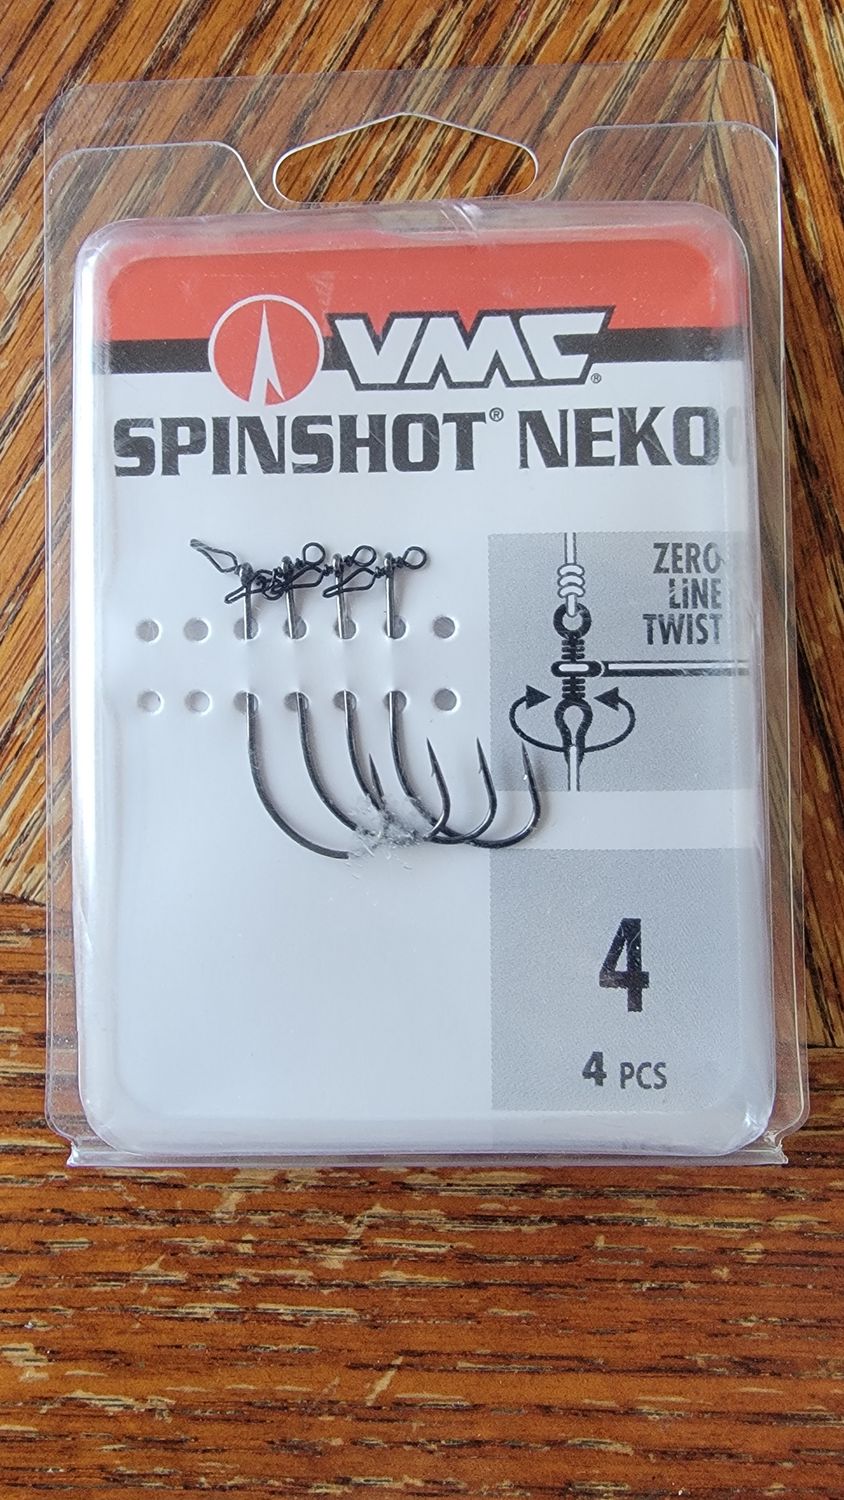 VMC®
SPINSHOT® NEKO
ZERO
LiNE
TWIST
4
4 PCS